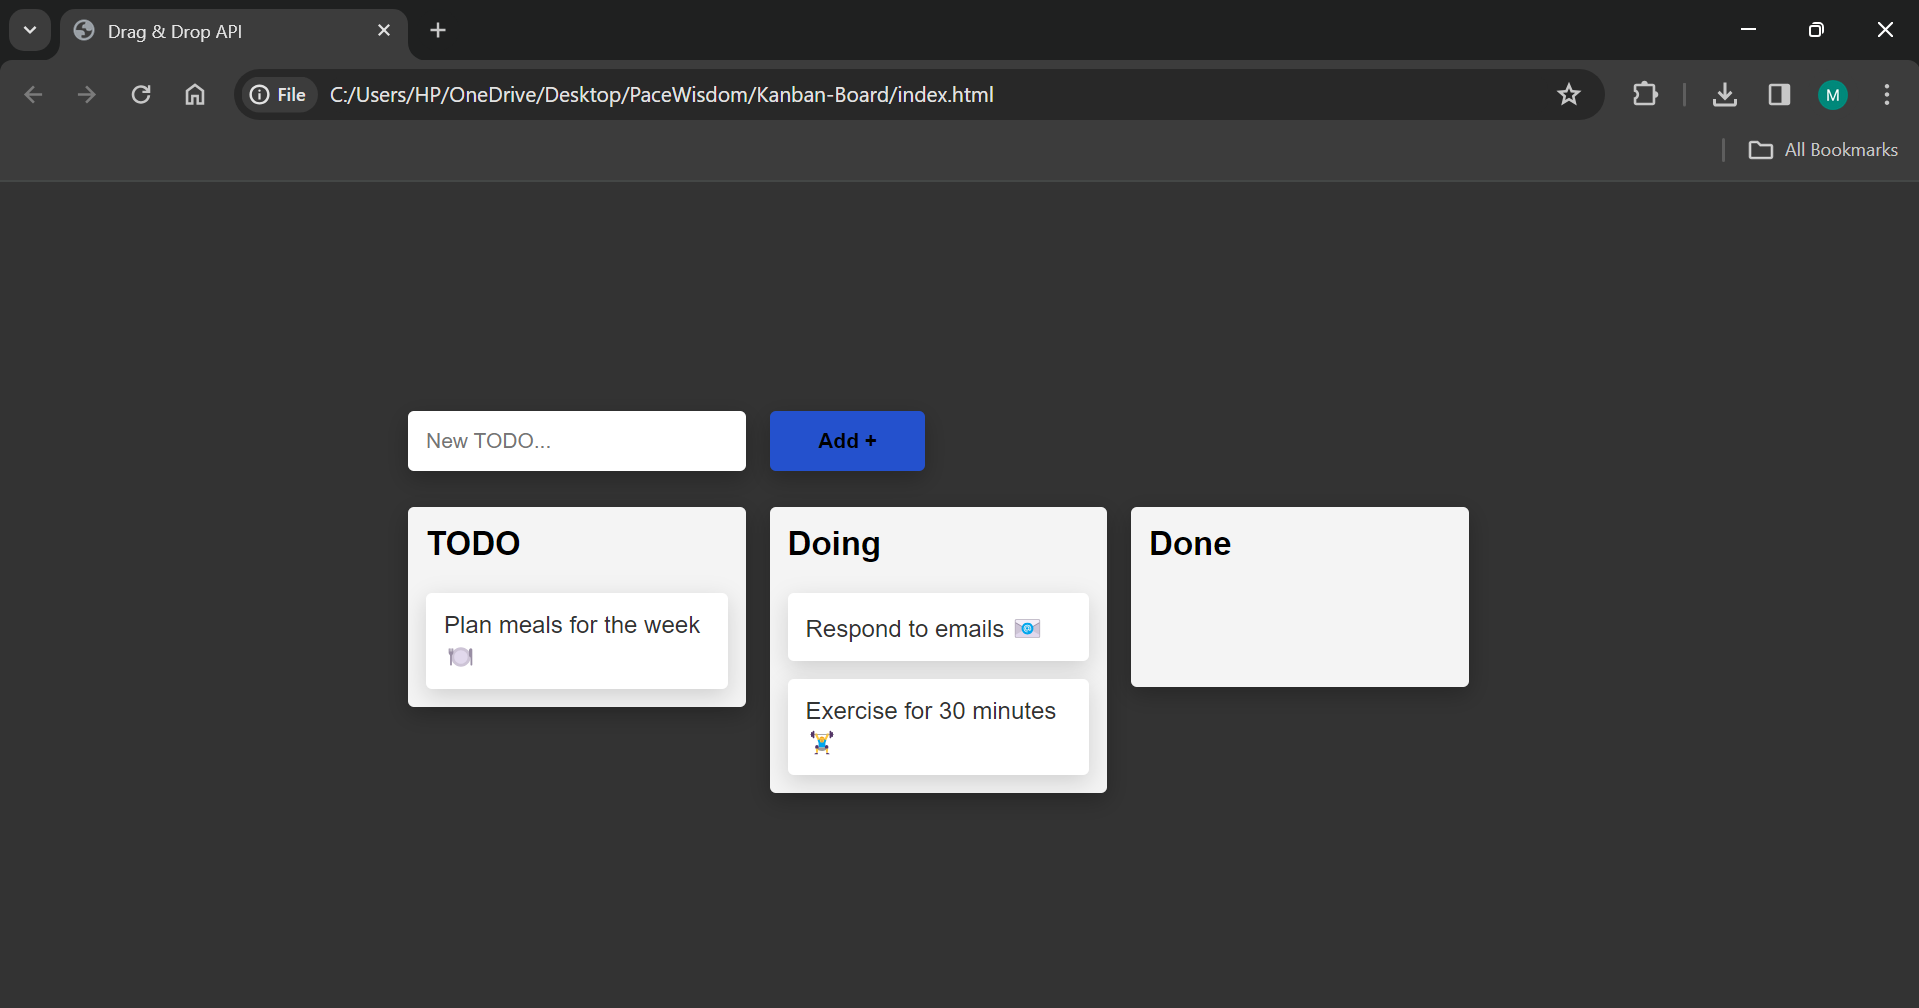 Drag & Drop API
File C:/Users/HP/OneDrive/Desktop/PaceWisdom/Kanban-Board/index.html
M
All Bookmarks
New TODO...
Add +
TODO
Plan meals for the week
🍽️
Doing
Respond to emails 📧
Exercise for 30 minutes
🏋️
Done